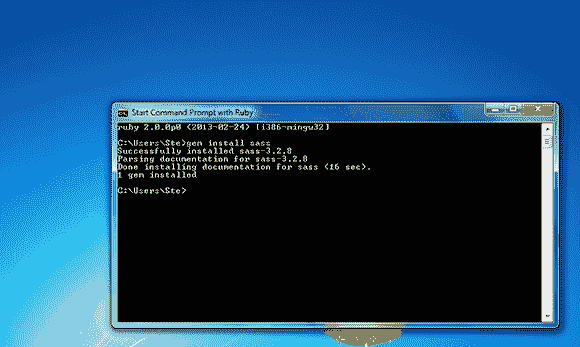 Start Command Prompt with Ruby
ruby 2.0.0p0 (2013-02-24) [i386-mingw32]
C:\Users\Ste>gem install sass
Successfully installed sass-3.2.8
Parsing documentation for sass-3.2.8
Done installing documentation for sass (16 sec).
1 gem installed
C:\Users\Ste>